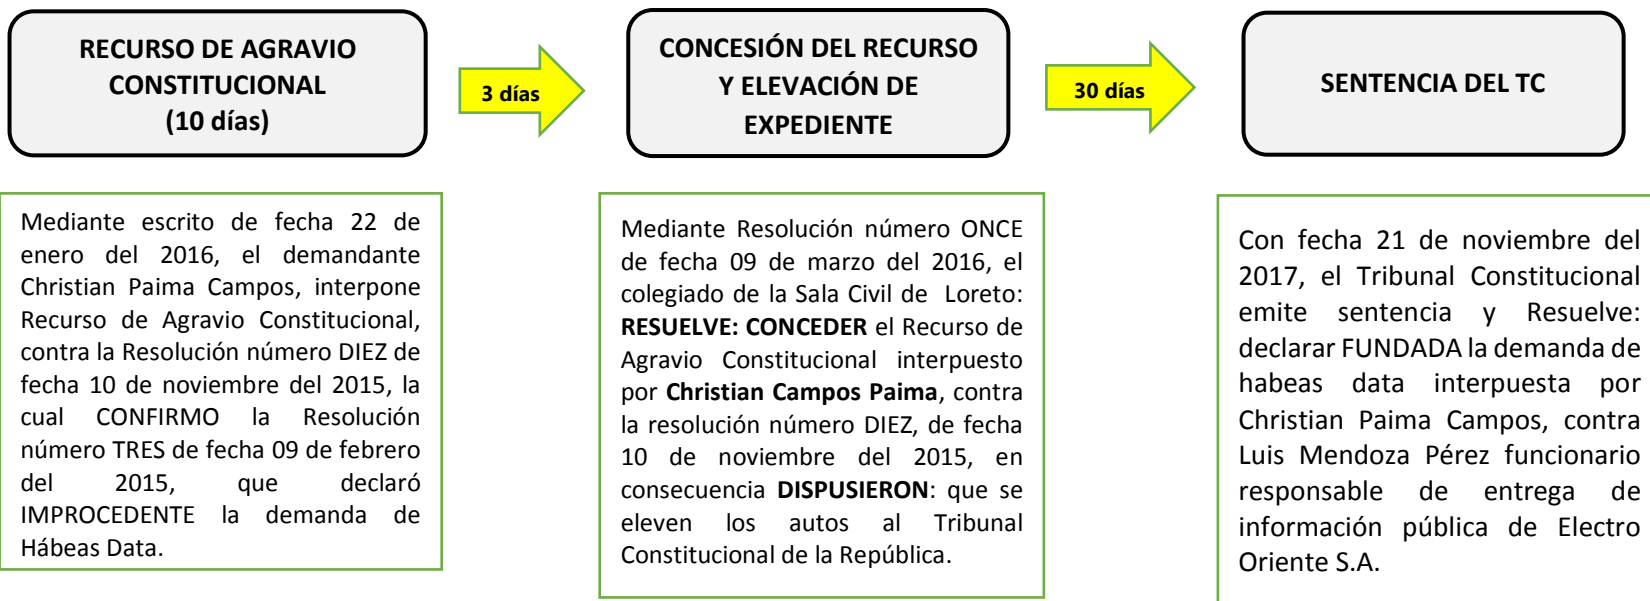 RECURSO DE AGRAVIO
CONSTITUCIONAL
(10 días)
3 días
CONCESIÓN DEL RECURSO
Y ELEVACIÓN DE
EXPEDIENTE
30 días
SENTENCIA DEL TC
Mediante escrito de fecha 22 de
enero del 2016, el demandante
Christian Paima Campos, interpone
Recurso de Agravio Constitucional,
contra la Resolución número DIEZ de
fecha 10 de noviembre del 2015, la
cual CONFIRMO la Resolución
número TRES de fecha 09 de febrero
del 2015, que declaró
IMPROCEDENTE la demanda de
Hábeas Data.
Mediante Resolución número ONCE
de fecha 09 de marzo del 2016, el
colegiado de la Sala Civil de Loreto:
RESUELVE: CONCEDER el Recurso de
Agravio Constitucional interpuesto
por Christian Campos Paima, contra
la resolución número DIEZ, de fecha
10 de noviembre del 2015, en
consecuencia DISPUSIERON: que se
eleven los autos al Tribunal
Constitucional de la República.
Con fecha 21 de noviembre del
2017, el Tribunal Constitucional
emite sentencia y Resuelve:
declarar FUNDADA la demanda de
habeas data interpuesta por
Christian Paima Campos, contra
Luis Mendoza Pérez funcionario
responsable de entrega de
información pública de Electro
Oriente S.A.